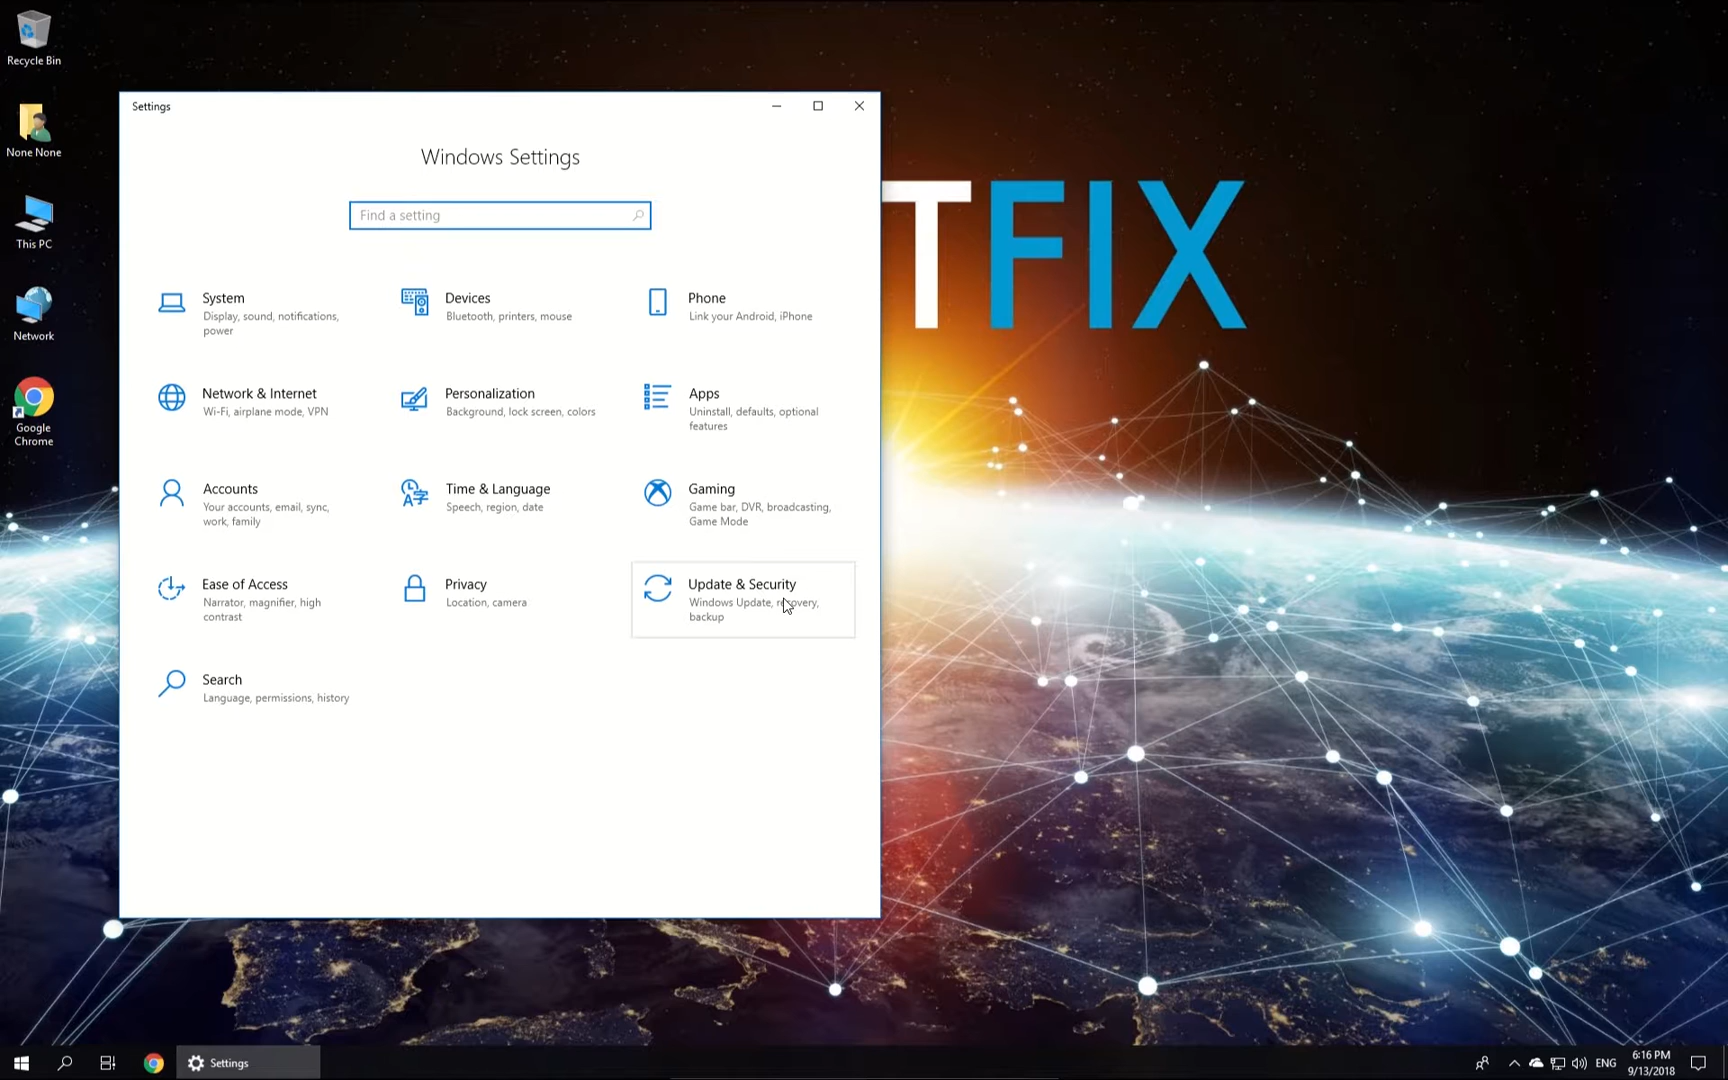 Recycle Bin
None None
This PC
Network
Google
Chrome
Settings
Windows Settings
Find a setting
System
Display, sound, notifications,
power
Devices
Bluetooth, printers, mouse
Phone
Link your Android, iPhone
Network & Internet
Wi-Fi, airplane mode, VPN
Personalization
Background, lock screen, colors
Apps
Uninstall, defaults, optional
features
Accounts
Your accounts, email, sync,
work, family
Time & Language
Speech, region, date
Gaming
Game bar, DVR, broadcasting,
Game Mode
Ease of Access
Narrator, magnifier, high
contrast
Privacy
Location, camera
Update & Security
Windows Update, recovery,
backup
Search
Language, permissions, history
TFIX
Settings
ENG
6:16 PM
9/13/2018